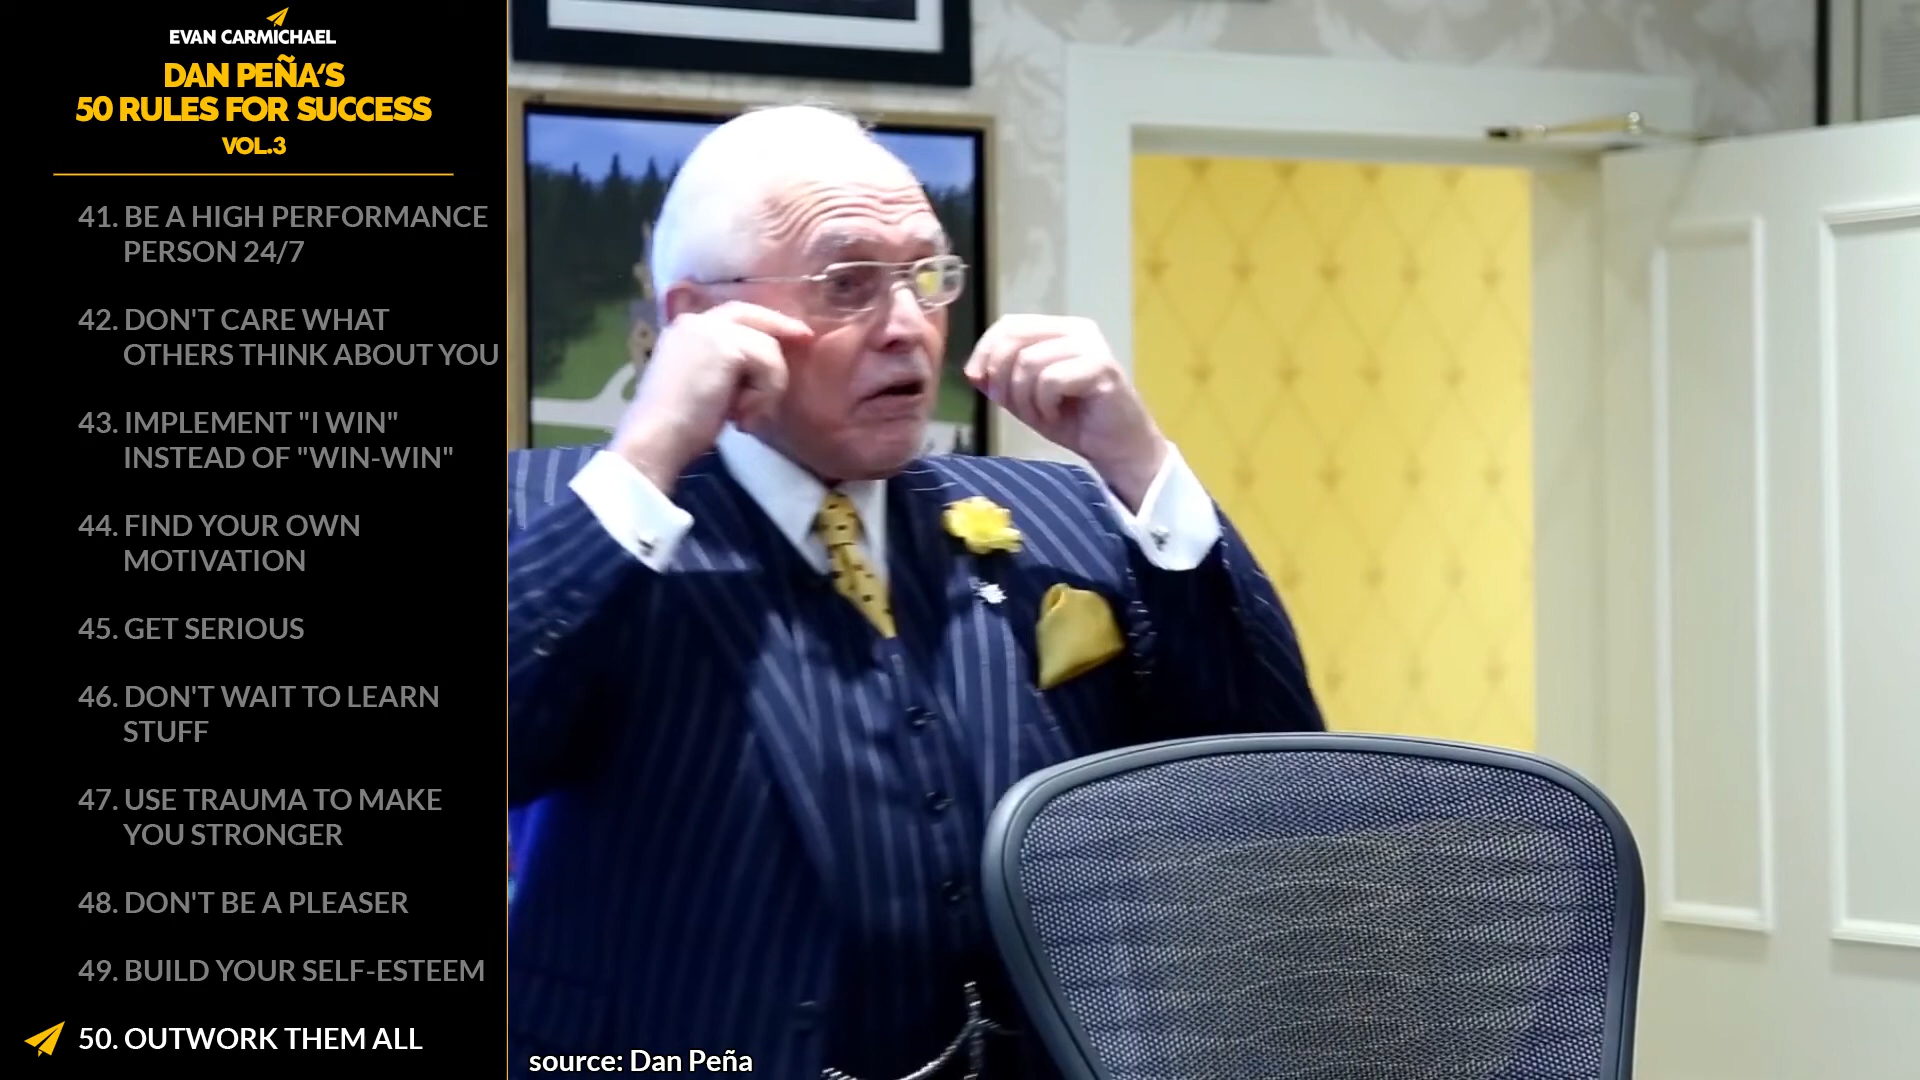 EVAN CARMICHAEL
DAN PEÑA'S
50 RULES FOR SUCCESS
VOL.3
41. BE A HIGH PERFORMANCE
PERSON 24/7
42. DON'T CARE WHAT
OTHERS THINK ABOUT YOU
43. IMPLEMENT "I WIN"
INSTEAD OF "WIN-WIN"
44. FIND YOUR OWN
MOTIVATION
45. GET SERIOUS
46. DON'T WAIT TO LEARN
STUFF
47. USE TRAUMA TO MAKE
YOU STRONGER
48. DON'T BE A PLEASER
49. BUILD YOUR SELF-ESTEEM
50. OUTWORK THEM ALL
source: Dan Peña